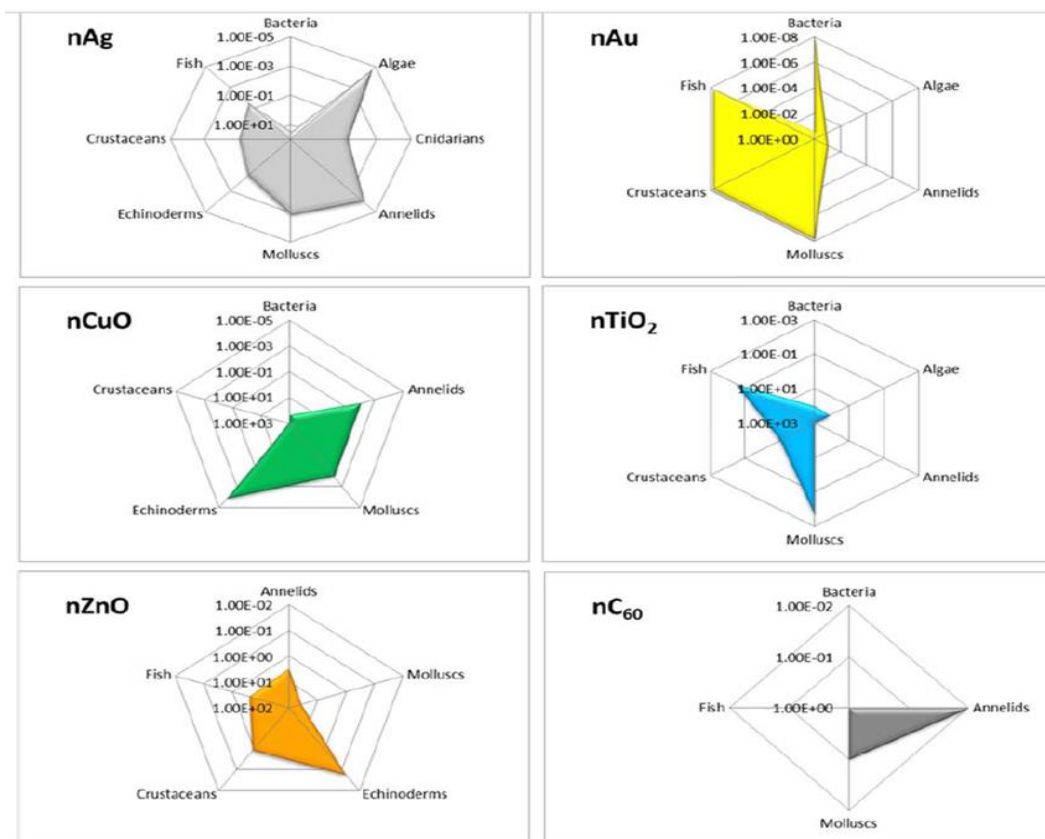 nAg
Bacteria
1.00E-05
1.00E-03
1.00E-01
1.00E+01
Algae
Cnidarians
Annelids
Molluscs
Echinoderms
Crustaceans
Fish
nAu
Bacteria
1.00E-08
1.00E-06
1.00E-04
1.00E-02
1.00E+00
Algae
Annelids
Molluscs
Crustaceans
Fish
nCuO
Bacteria
1.00E-05
1.00E-03
1.00E-01
1.00E+01
1.00E+03
Annelids
Molluscs
Echinoderms
Crustaceans
nTiO₂
Bacteria
1.00E-03
1.00E-01
1.00E+01
1.00E+03
Algae
Annelids
Molluscs
Crustaceans
Fish
nZnO
Annelids
1.00E-02
1.00E-01
1.00E+00
1.00E+01
1.00E+02
Molluscs
Echinoderms
Crustaceans
Fish
nC₆₀
Bacteria
1.00E-02
1.00E-01
1.00E+00
Annelids
Molluscs
Fish